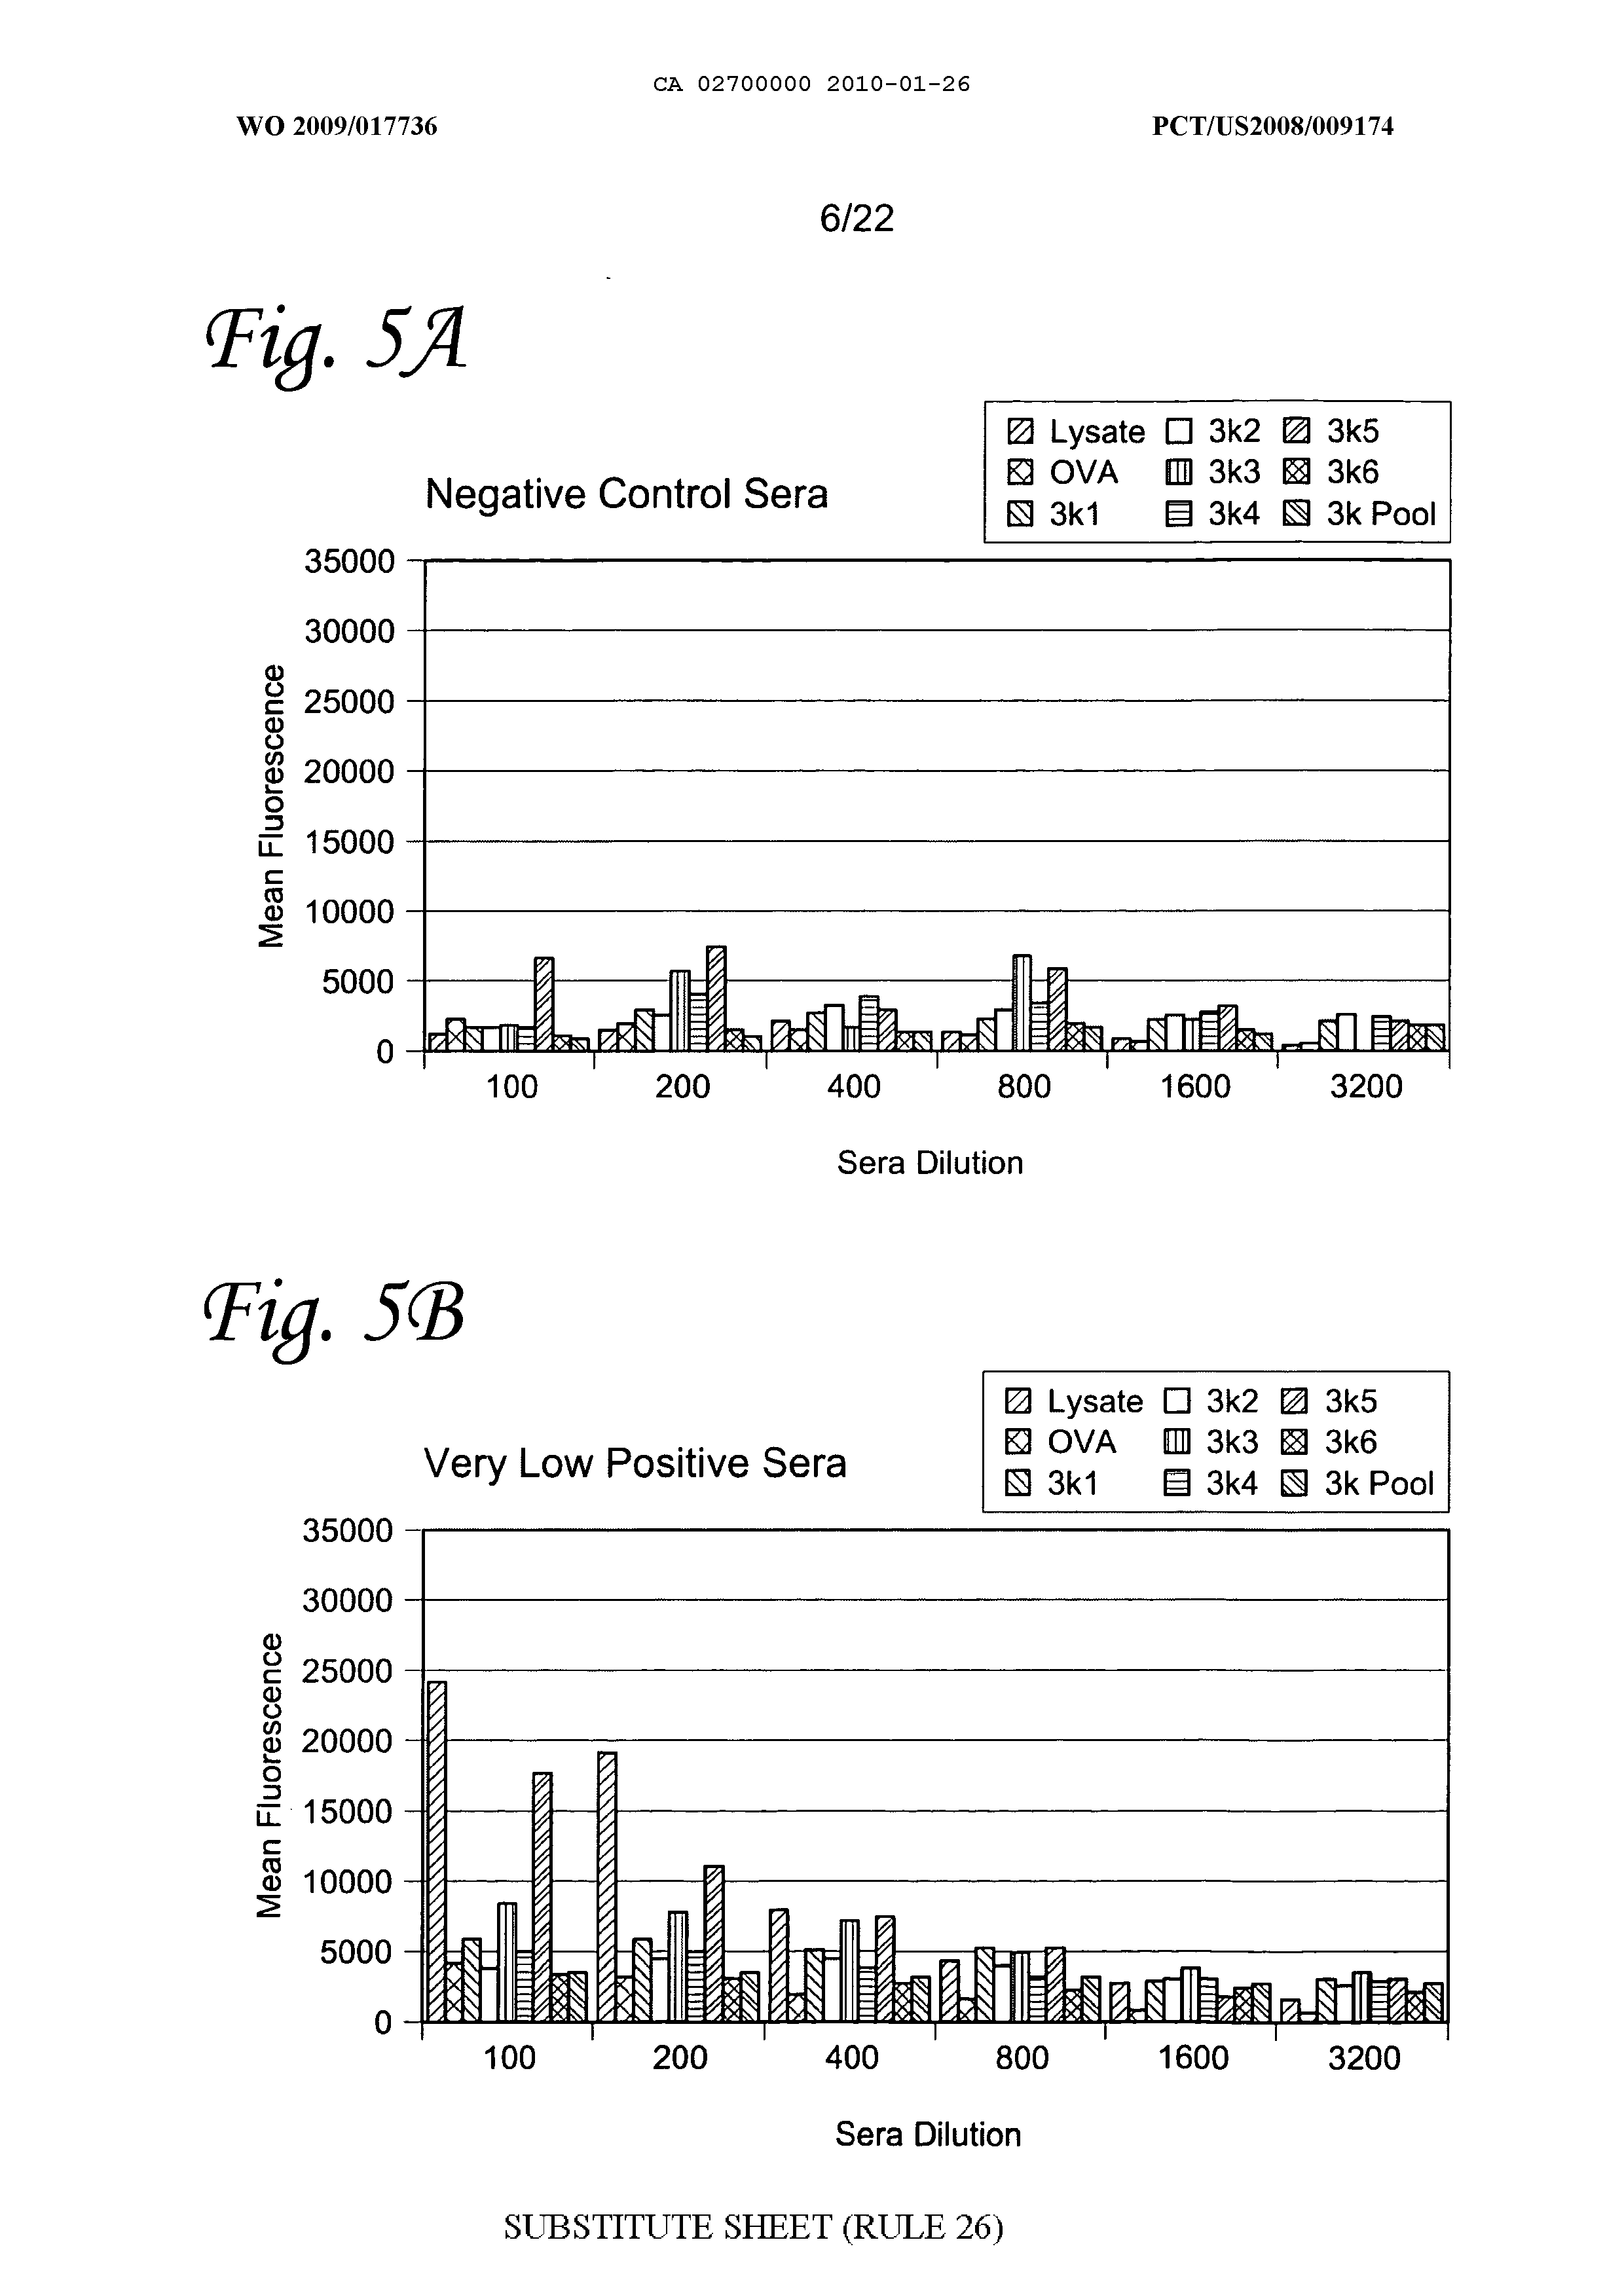 CA 02700000 2010-01-26
WO 2009/017736 PCT/US2008/009174
6/22
Fig. 5A
Lysate 3k2 3k5
OVA 3k3 3k6
3k1 3k4 3k Pool
Negative Control Sera
35000
30000
25000
20000
15000
10000
5000
0
Mean Fluorescence
100 200 400 800 1600 3200
Sera Dilution
Fig. 5B
Lysate 3k2 3k5
OVA 3k3 3k6
3k1 3k4 3k Pool
Very Low Positive Sera
35000
30000
25000
20000
15000
10000
5000
0
Mean Fluorescence
100 200 400 800 1600 3200
Sera Dilution
SUBSTITUTE SHEET (RULE 26)